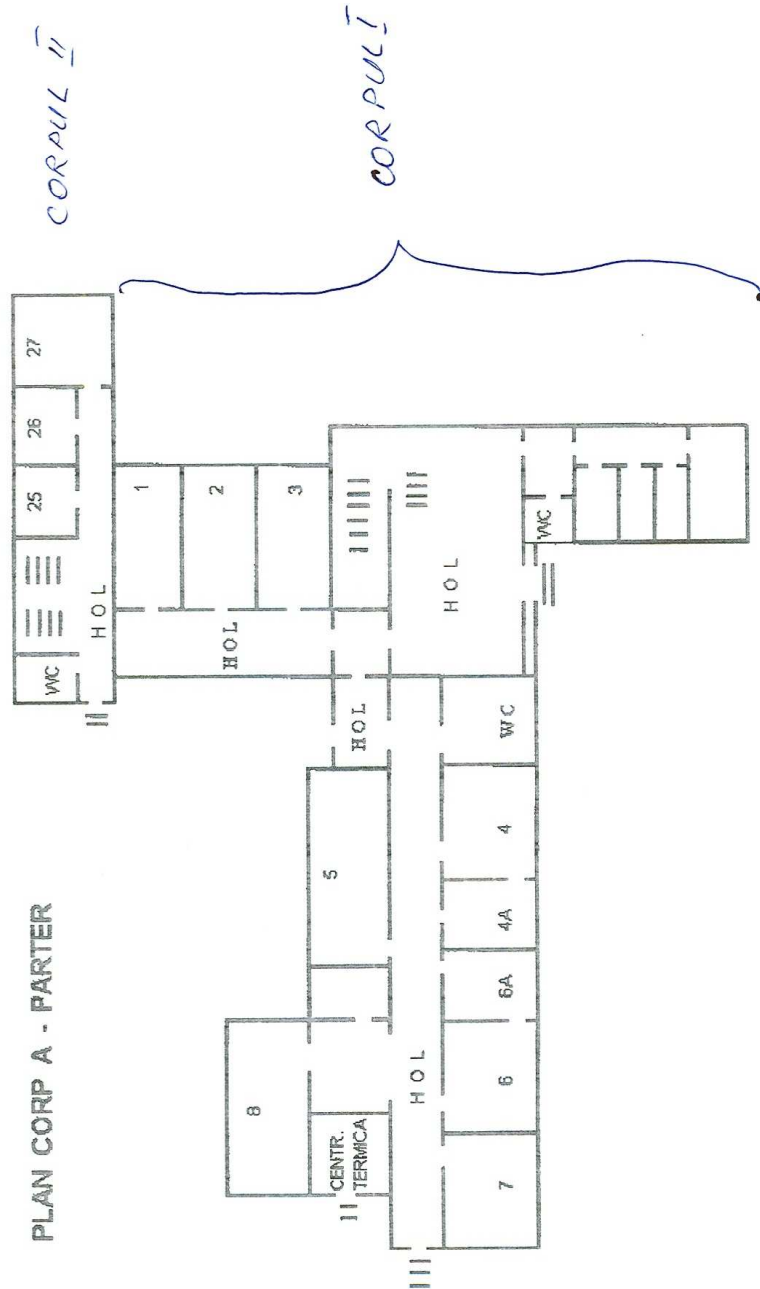 PLAN CORP A - PARTER
CORPUL II
CORPUL I
WC
HOL
25
26
27
1
2
3
HOL
HOL
HOL
WC
8
5
CENTR.
TERMICA
HOL
7
6
6A
4A
4
WC